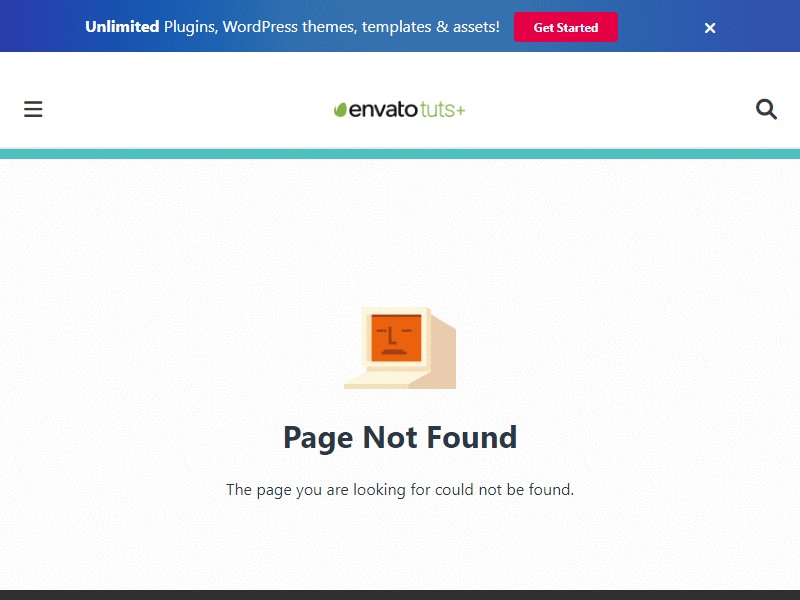 Unlimited Plugins, WordPress themes, templates & assets! Get Started
envato tuts+
Page Not Found
The page you are looking for could not be found.